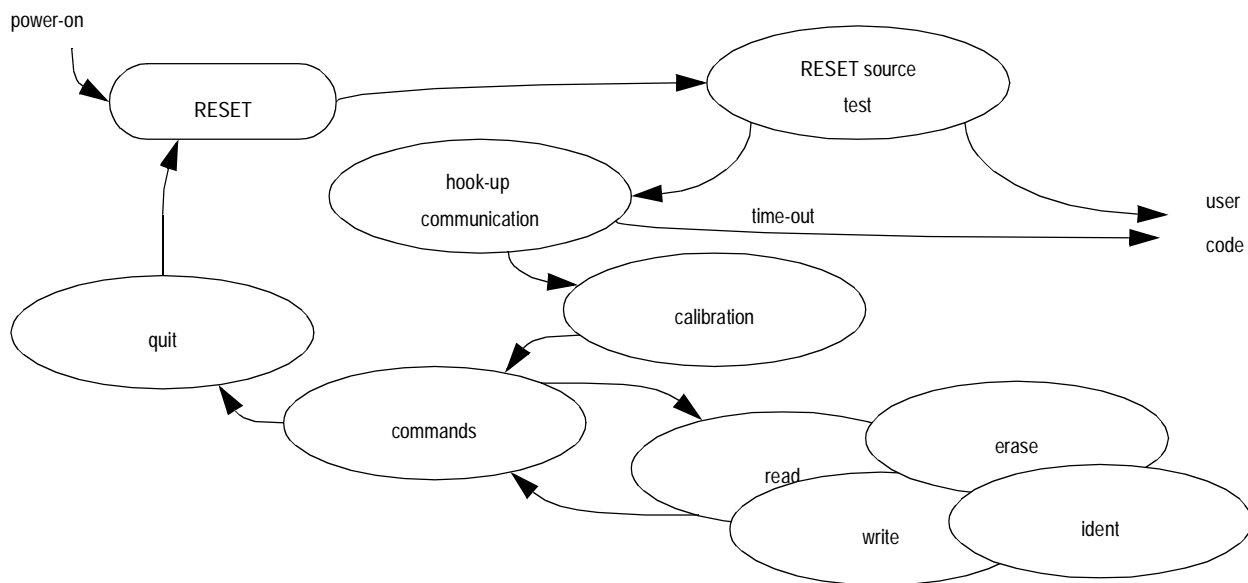 power-on
RESET
RESET source
test
hook-up
communication
time-out
user
code
calibration
quit
commands
erase
read
ident
write